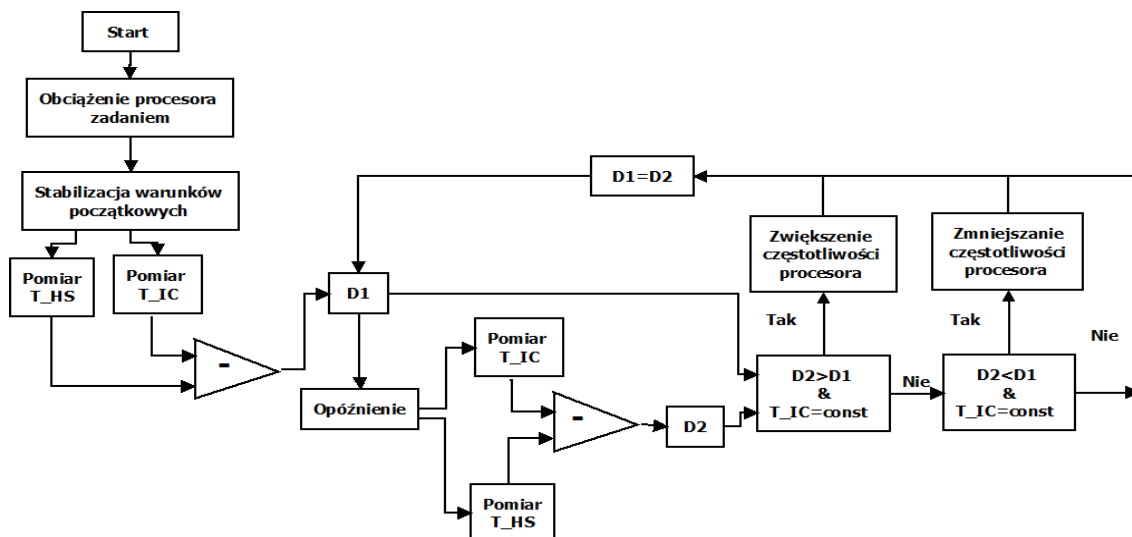 Start
Obciążenie procesora
zadaniem
Stabilizacja warunków
początkowych
Pomiar
T_HS
Pomiar
T_IC
-
D1
Opóźnienie
Pomiar
T_IC
Pomiar
T_HS
-
D2
D1=D2
Zwiększenie
częstotliwości
procesora
Tak
D2>D1
&
T_IC=const
Nie
Zmniejszanie
częstotliwości
procesora
Tak
D2<D1
&
T_IC=const
Nie